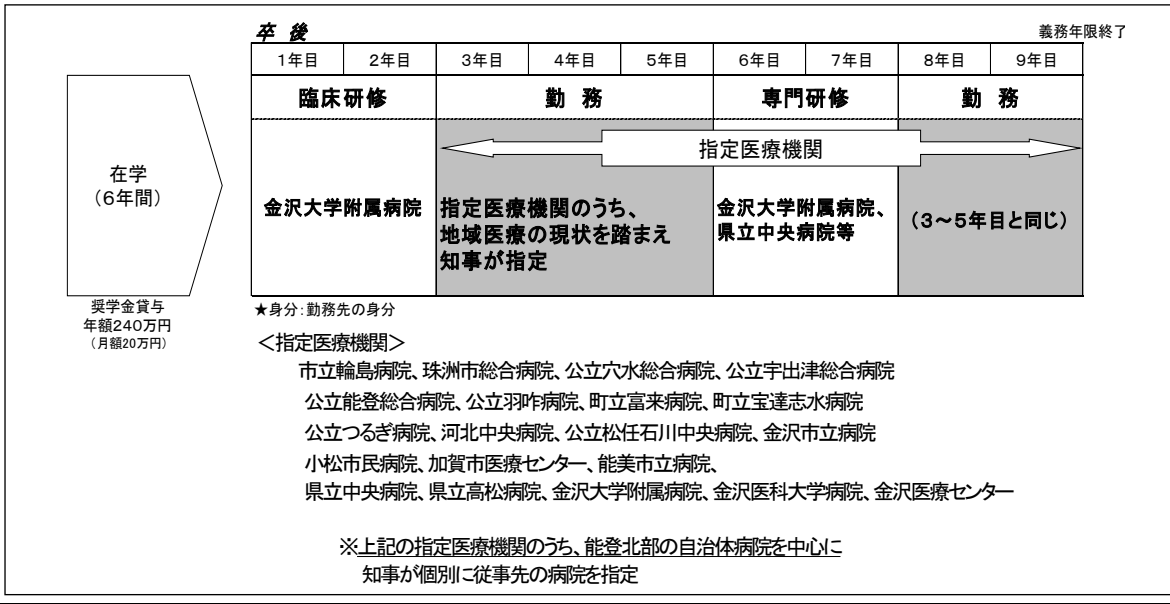 卒 後
義務年限終了
1年目 2年目 3年目 4年目 5年目 6年目 7年目 8年目 9年目
臨床研修 勤 務 専門研修 勤 務
指定医療機関
在学
(6年間)
金沢大学附属病院
指定医療機関のうち、
地域医療の現状を踏まえ
知事が指定
金沢大学附属病院、
県立中央病院等
(3~5年目と同じ)
奨学金貸与
年額240万円
(月額20万円)
★身分:勤務先の身分
<指定医療機関>
市立輪島病院、珠洲市総合病院、公立穴水総合病院、公立宇出津総合病院
公立能登総合病院、公立羽咋病院、町立富来病院、町立宝達志水病院
公立つるぎ病院、河北中央病院、公立松任石川中央病院、金沢市立病院
小松市民病院、加賀市医療センター、能美市立病院、
県立中央病院、県立高松病院、金沢大学附属病院、金沢医科大学病院、金沢医療センター
※上記の指定医療機関のうち、能登北部の自治体病院を中心に
知事が個別に従事先の病院を指定